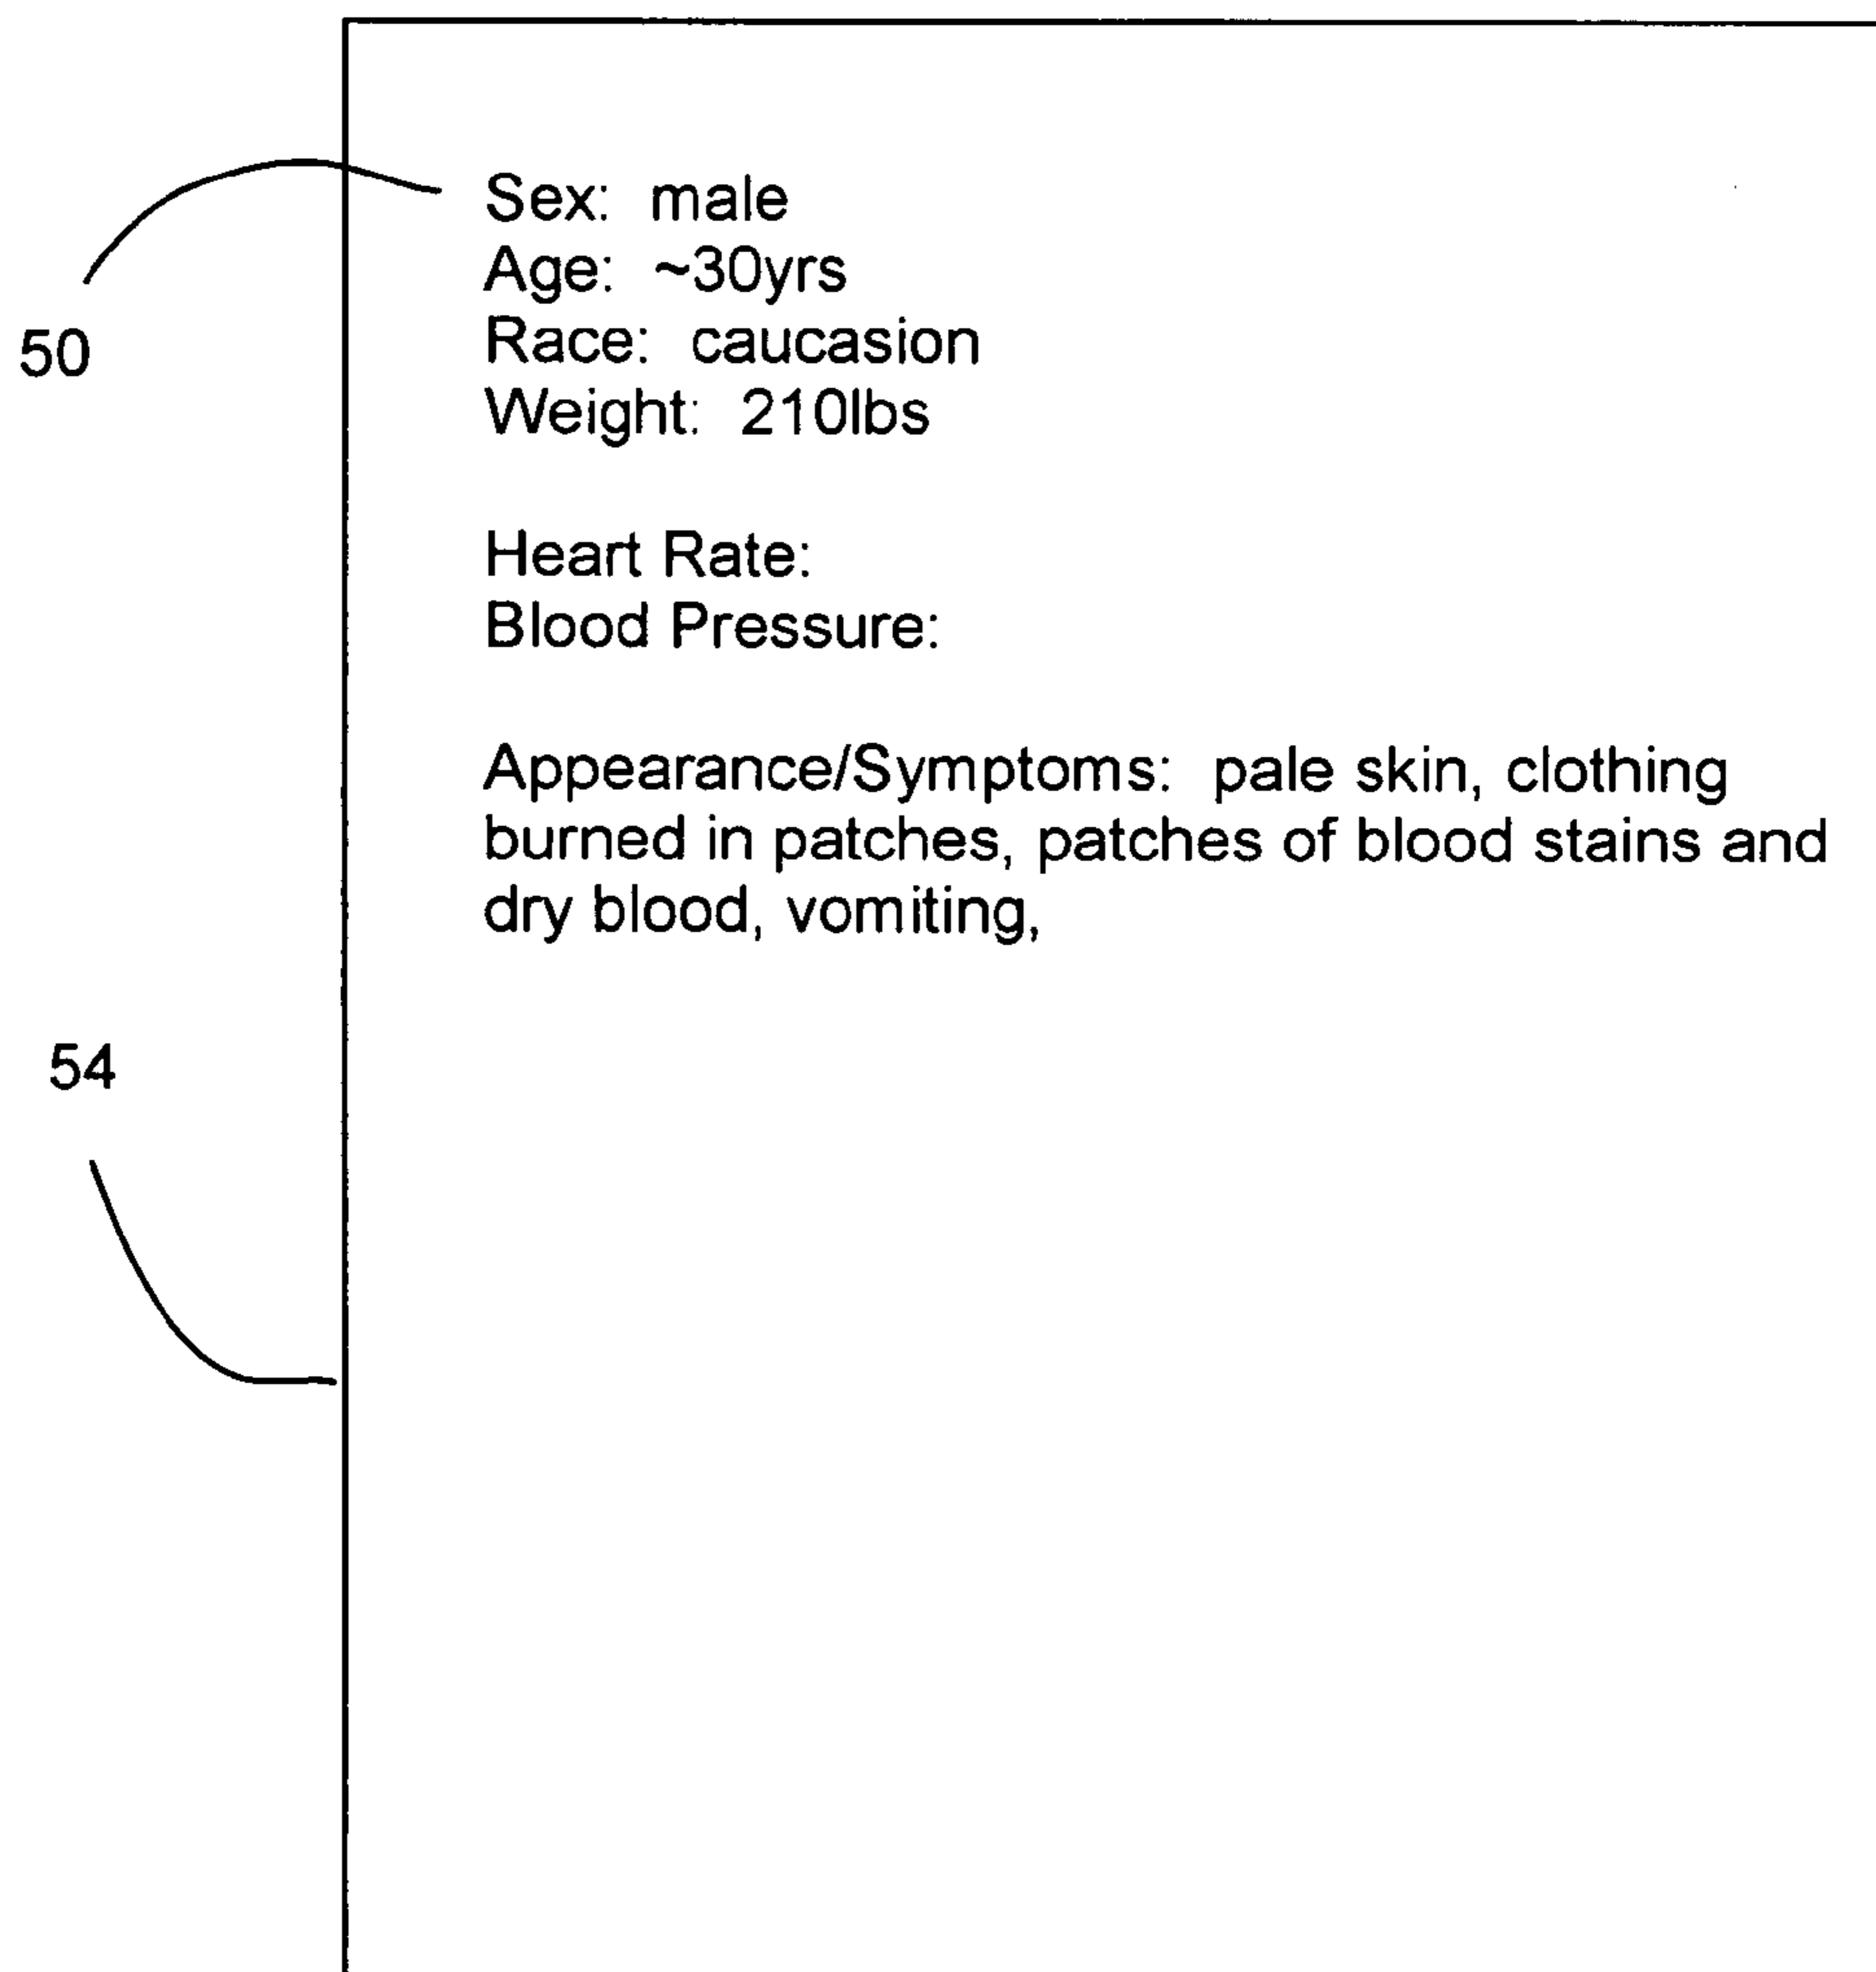 Sex: male
Age: ~30yrs
50
Race: caucasion
Weight: 210lbs
Heart Rate:
Blood Pressure:
Appearance/Symptoms: pale skin, clothing
burned in patches, patches of blood stains and
dry blood, vomiting,
54